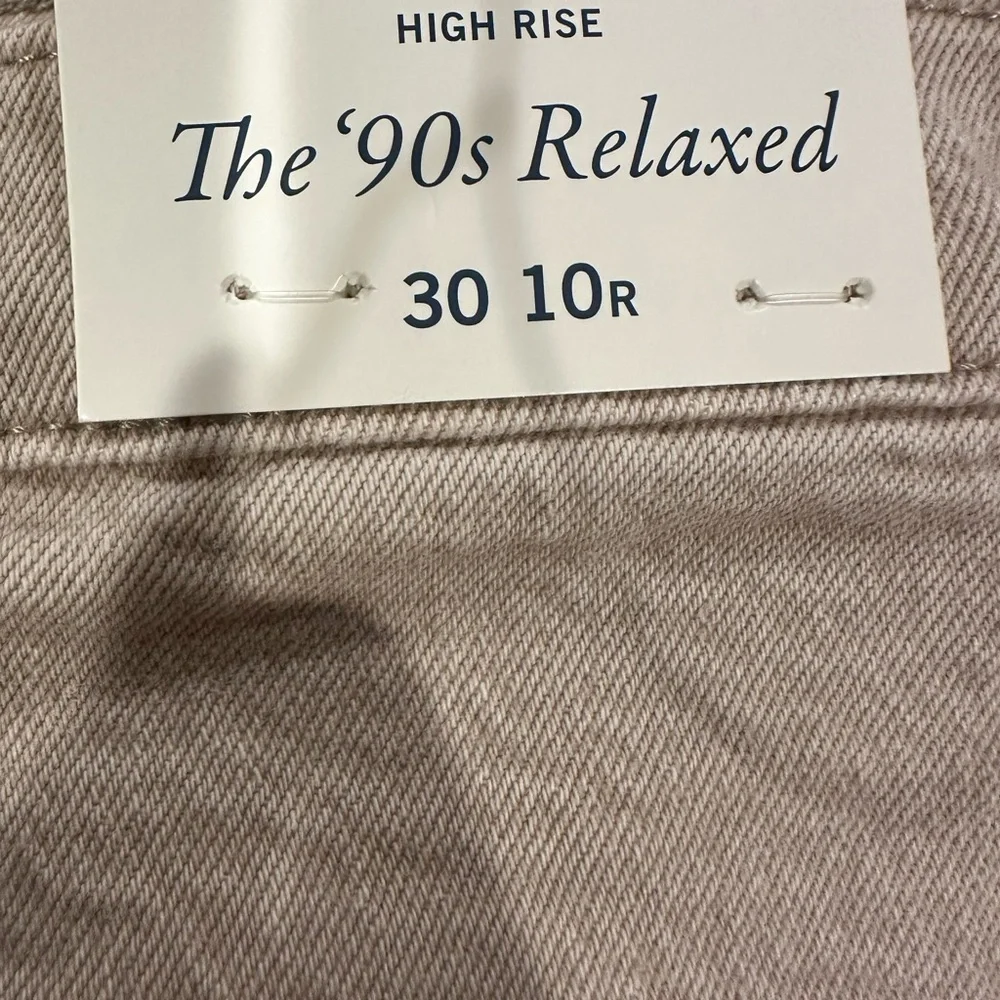 HIGH RISE
The ‘90s Relaxed
30 10R